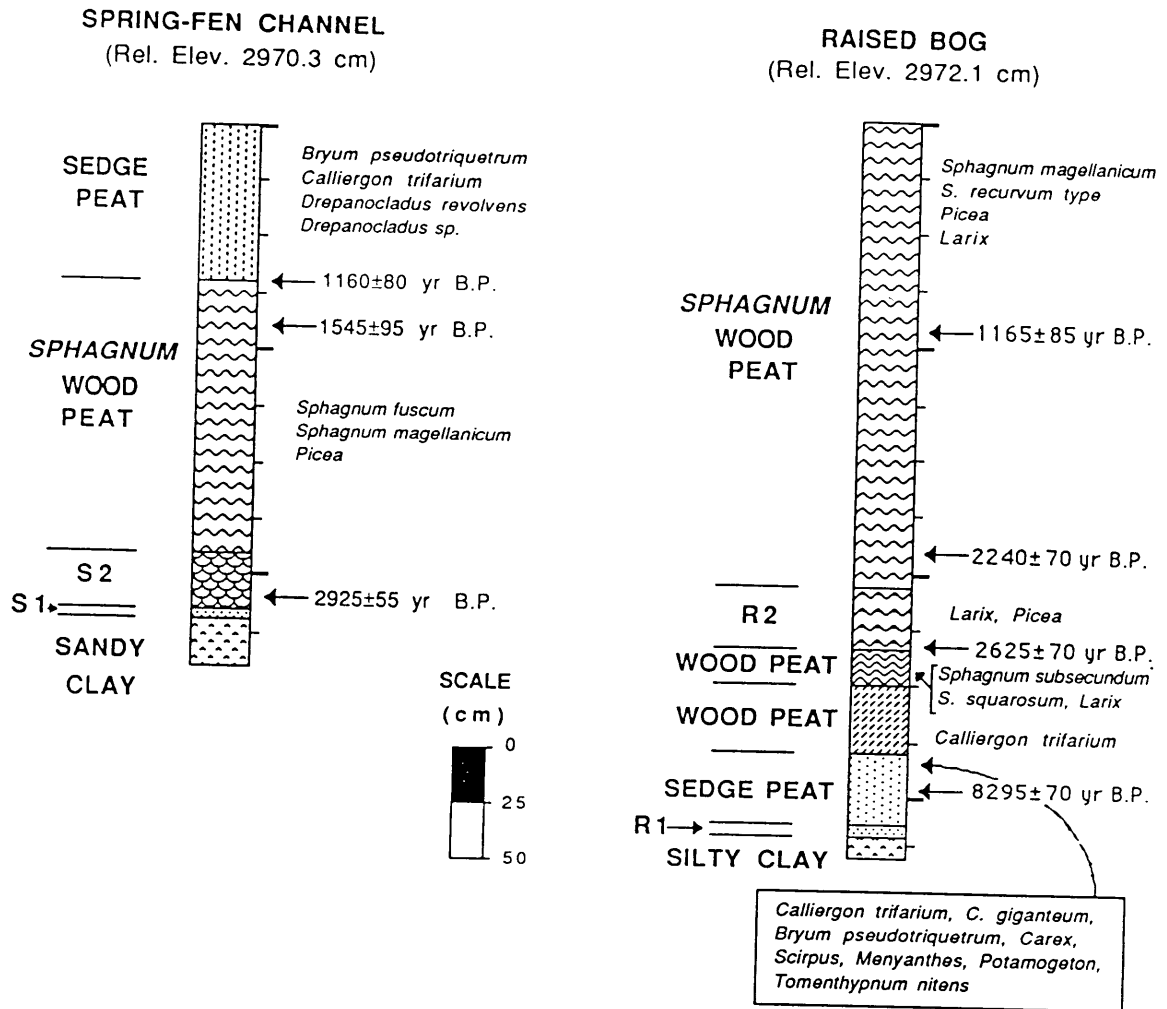 SPRING-FEN CHANNEL
(Rel. Elev. 2970.3 cm)
SEDGE
PEAT
Bryum pseudotriquetrum
Calliergon trifarium
Drepanocladus revolvens
Drepanocladus sp.
1160±80 yr B.P.
1545±95 yr B.P.
SPHAGNUM
WOOD
PEAT
Sphagnum fuscum
Sphagnum magellanicum
Picea
S2
S1
2925±55 yr B.P.
SANDY
CLAY
SCALE
(cm)
0
25
50
RAISED BOG
(Rel. Elev. 2972.1 cm)
Sphagnum magellanicum
S. recurvum type
Picea
Larix
SPHAGNUM
WOOD
PEAT
1165±85 yr B.P.
2240±70 yr B.P.
R2
Larix, Picea
2625±70 yr B.P.
WOOD PEAT
Sphagnum subsecundum
S. squarosum, Larix
WOOD PEAT
Calliergon trifarium
SEDGE PEAT
8295±70 yr B.P.
R1
SILTY CLAY
Calliergon trifarium, C. giganteum,
Bryum pseudotriquetrum, Carex,
Scirpus, Menyanthes, Potamogeton,
Tomenthypnum nitens